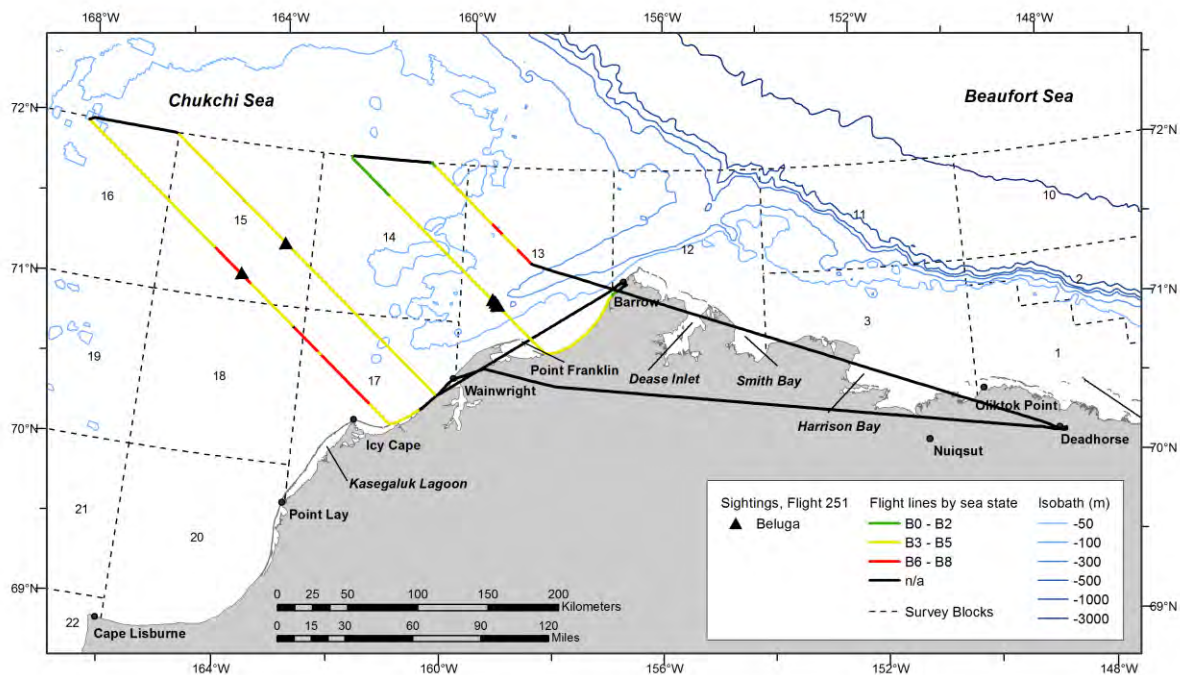 168°W 164°W 160°W 156°W 152°W 148°W
Chukchi Sea
Beaufort Sea
72°N
72°N
16
10
15
11
14
13
12
71°N
71°N
2
Barrow
3
19
1
18
Point Franklin
17
Dease Inlet
Smith Bay
Wainwright
Oliktok Point
70°N
Icy Cape
Harrison Bay
Deadhorse
70°N
Nuiqsut
Kasegaluk Lagoon
21
Point Lay
20
69°N
69°N
22
Cape Lisburne
0 25 50 100 150 200
Kilometers
0 15 30 60 90 120
Miles
Sightings, Flight 251
Beluga
Flight lines by sea state
B0 - B2
B3 - B5
B6 - B8
n/a
Survey Blocks
Isobath (m)
-50
-100
-300
-500
-1000
-3000
164°W 160°W 156°W 152°W 148°W